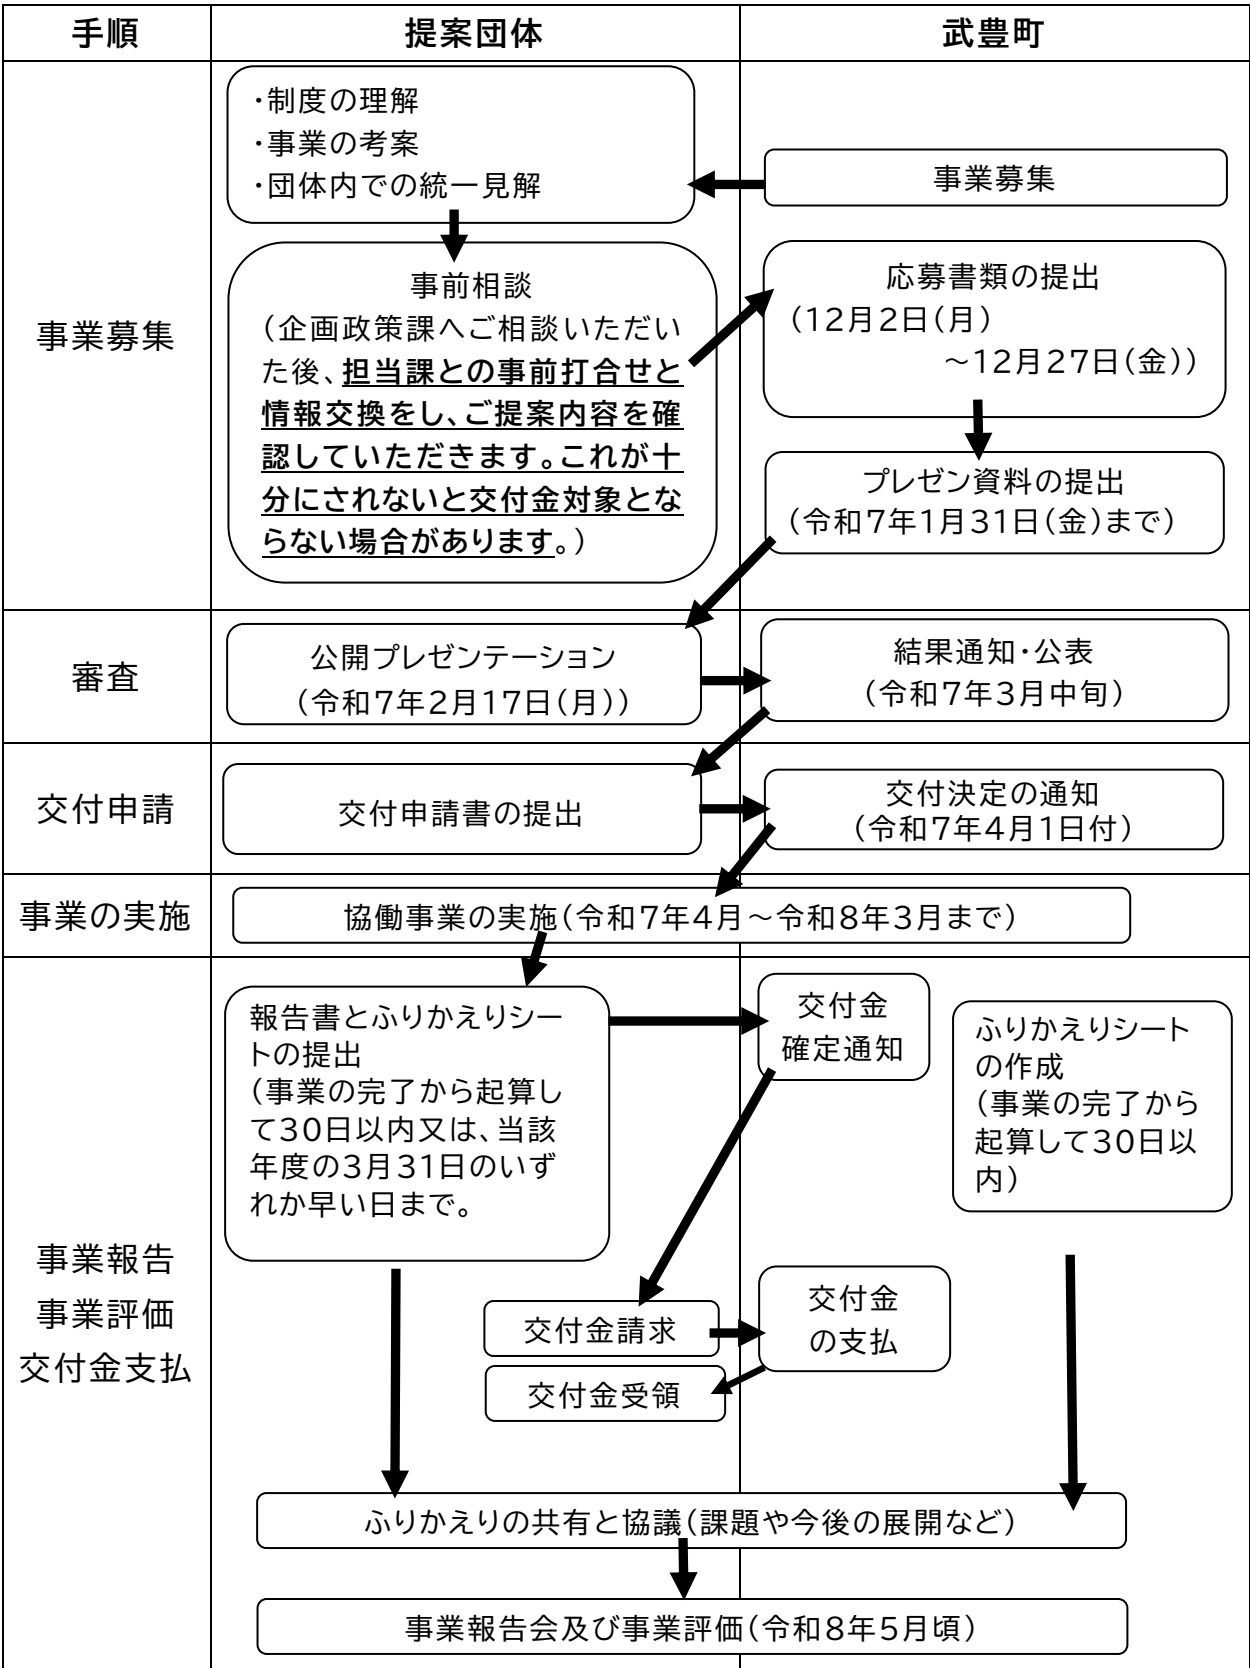 手順
提案団体
武豊町
事業募集
・制度の理解
・事業の考案
・団体内での統一見解
事業募集
事前相談
（企画政策課へご相談いただい
た後、担当課との事前打合せと
情報交換をし、ご提案内容を確
認していただきます。これが十
分にされないと交付金対象とな
らない場合があります。）
応募書類の提出
（12月2日（月）
～12月27日（金））
プレゼン資料の提出
（令和7年1月31日（金）まで）
審査
公開プレゼンテーション
（令和7年2月17日（月））
結果通知・公表
（令和7年3月中旬）
交付申請
交付申請書の提出
交付決定の通知
（令和7年4月1日付）
事業の実施
協働事業の実施（令和7年4月～令和8年3月まで）
事業報告
事業評価
交付金支払
報告書とふりかえりシー
トの提出
（事業の完了から起算し
て30日以内又は、当該
年度の3月31日のいず
れか早い日まで。
交付金
確定通知
ふりかえりシート
の作成
（事業の完了から
起算して30日以
内）
交付金請求
交付金
の支払
交付金受領
ふりかえりの共有と協議（課題や今後の展開など）
事業報告会及び事業評価（令和8年5月頃）